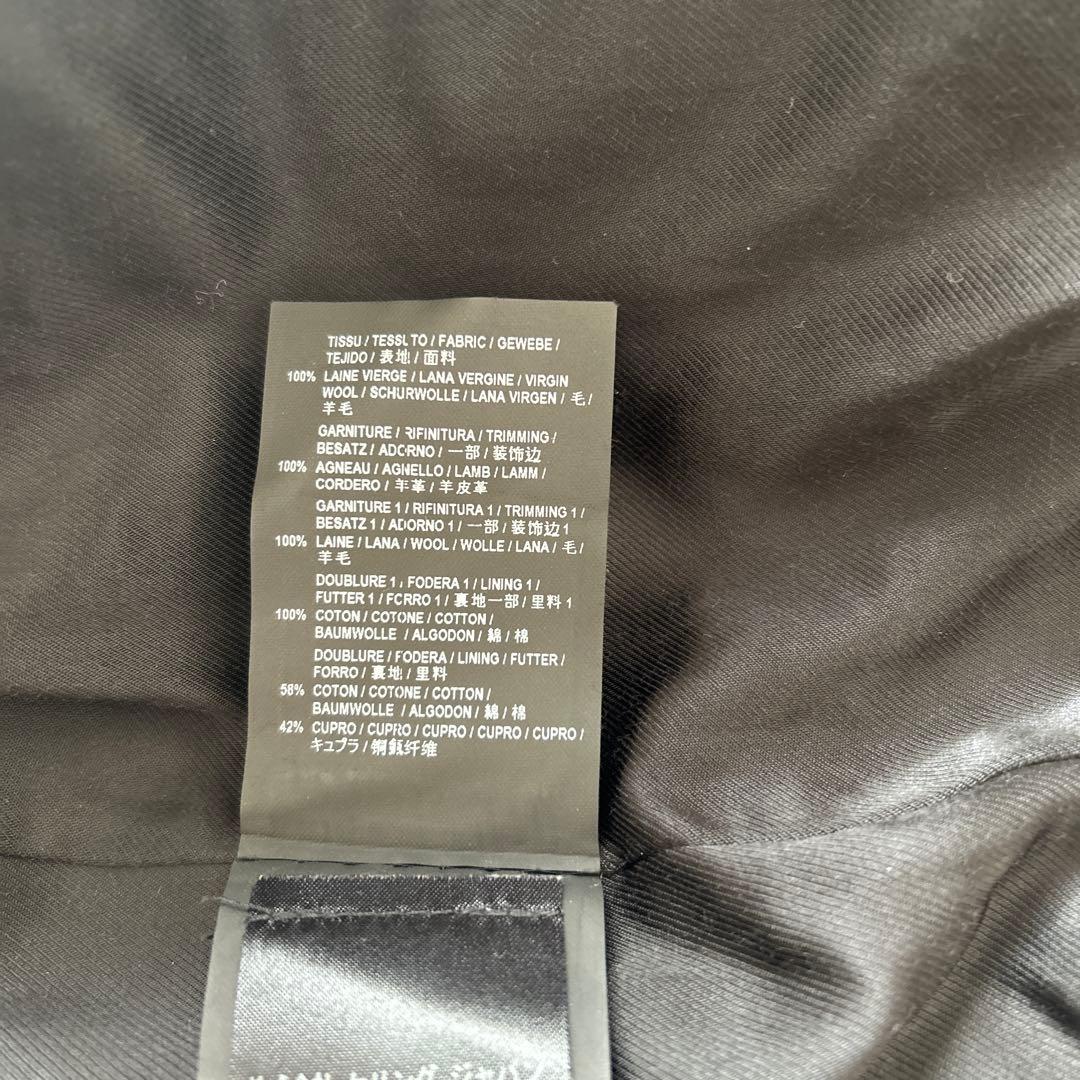 TISSU / TESSUTO / FABRIC / GEWEBE /
TEJIDO / 表地 / 面料
100% LAINE VIERGE / LANA VERGINE / VIRGIN
WOOL / SCHURWOLLE / LANA VIRGEN / 毛 /
羊毛
GARNITURE / RIFINITURA / TRIMMING /
BESATZ / ADORNO / 一部 / 装饰边
100% AGNEAU / AGNELLO / LAMB / LAMM /
CORDERO / 羊革 / 羊皮革
GARNITURE 1 / RIFINITURA 1 / TRIMMING 1 /
BESATZ 1 / ADORNO 1 / 一部 / 装饰边 1
100% LAINE / LANA / WOOL / WOLLE / LANA / 毛 /
羊毛
DOUBLURE 1 / FODERA 1 / LINING 1 /
FUTTER 1 / FORRO 1 / 裏地一部 / 里料 1
100% COTON / COTONE / COTTON /
BAUMWOLLE / ALGODON / 綿 / 棉
DOUBLURE / FODERA / LINING / FUTTER /
FORRO / 裏地 / 里料
58% COTON / COTONE / COTTON /
BAUMWOLLE / ALGODON / 綿 / 棉
42% CUPRO / CUPRO / CUPRO / CUPRO / CUPRO /
キュプラ / 铜氨纤维